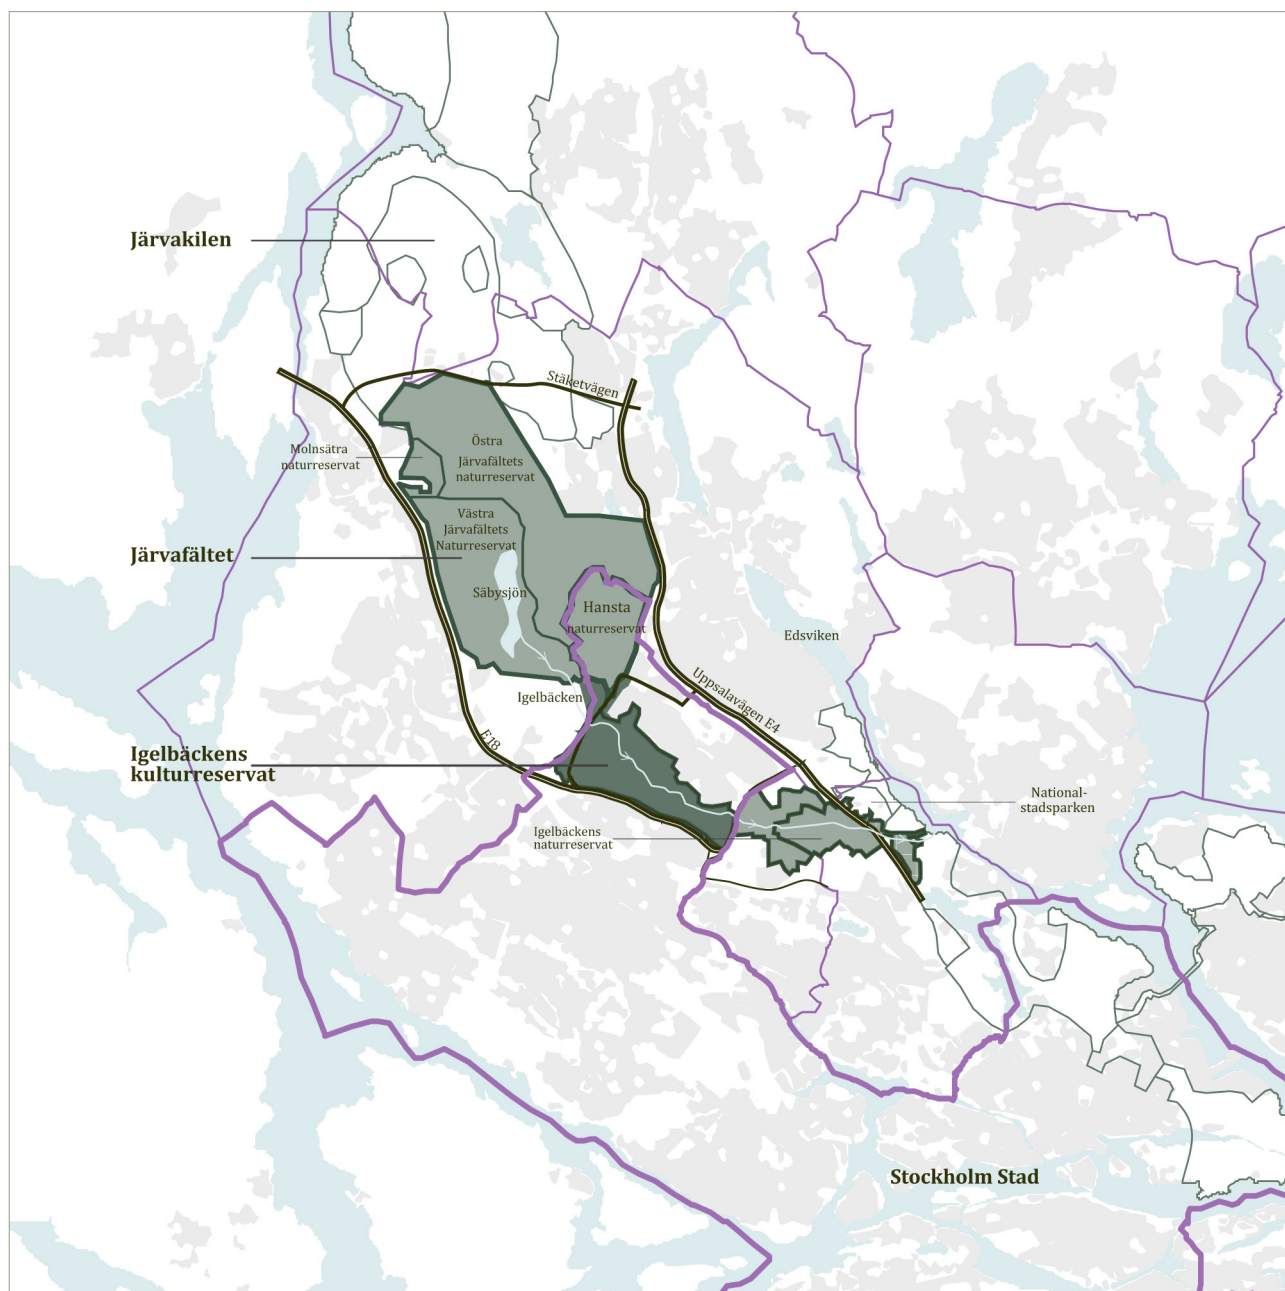 Järvakilen
Stäketvägen
Molnsätra
naturreservat
Östra
Järvafältets
naturreservat
Västra
Järvafältets
Naturreservat
Järvafältet
Säbysjön
Hansta
naturreservat
Edsviken
Igelbäcken
Uppsalavägen E4
E18
Igelbäckens
kulturreservat
National-
stadsparken
Igelbäckens
naturreservat
Stockholm Stad